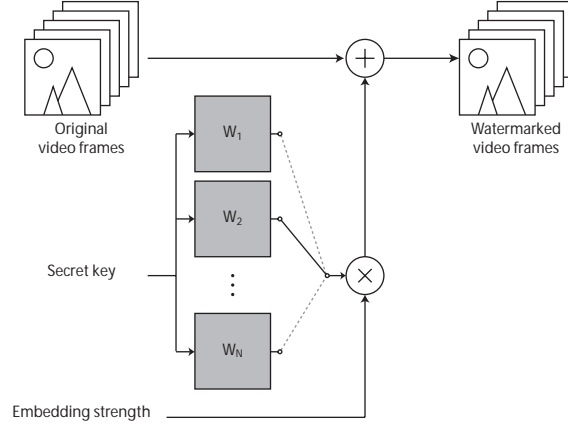 Original
video frames
Watermarked
video frames
+
W1
W2
Secret key
×
WN
Embedding strength